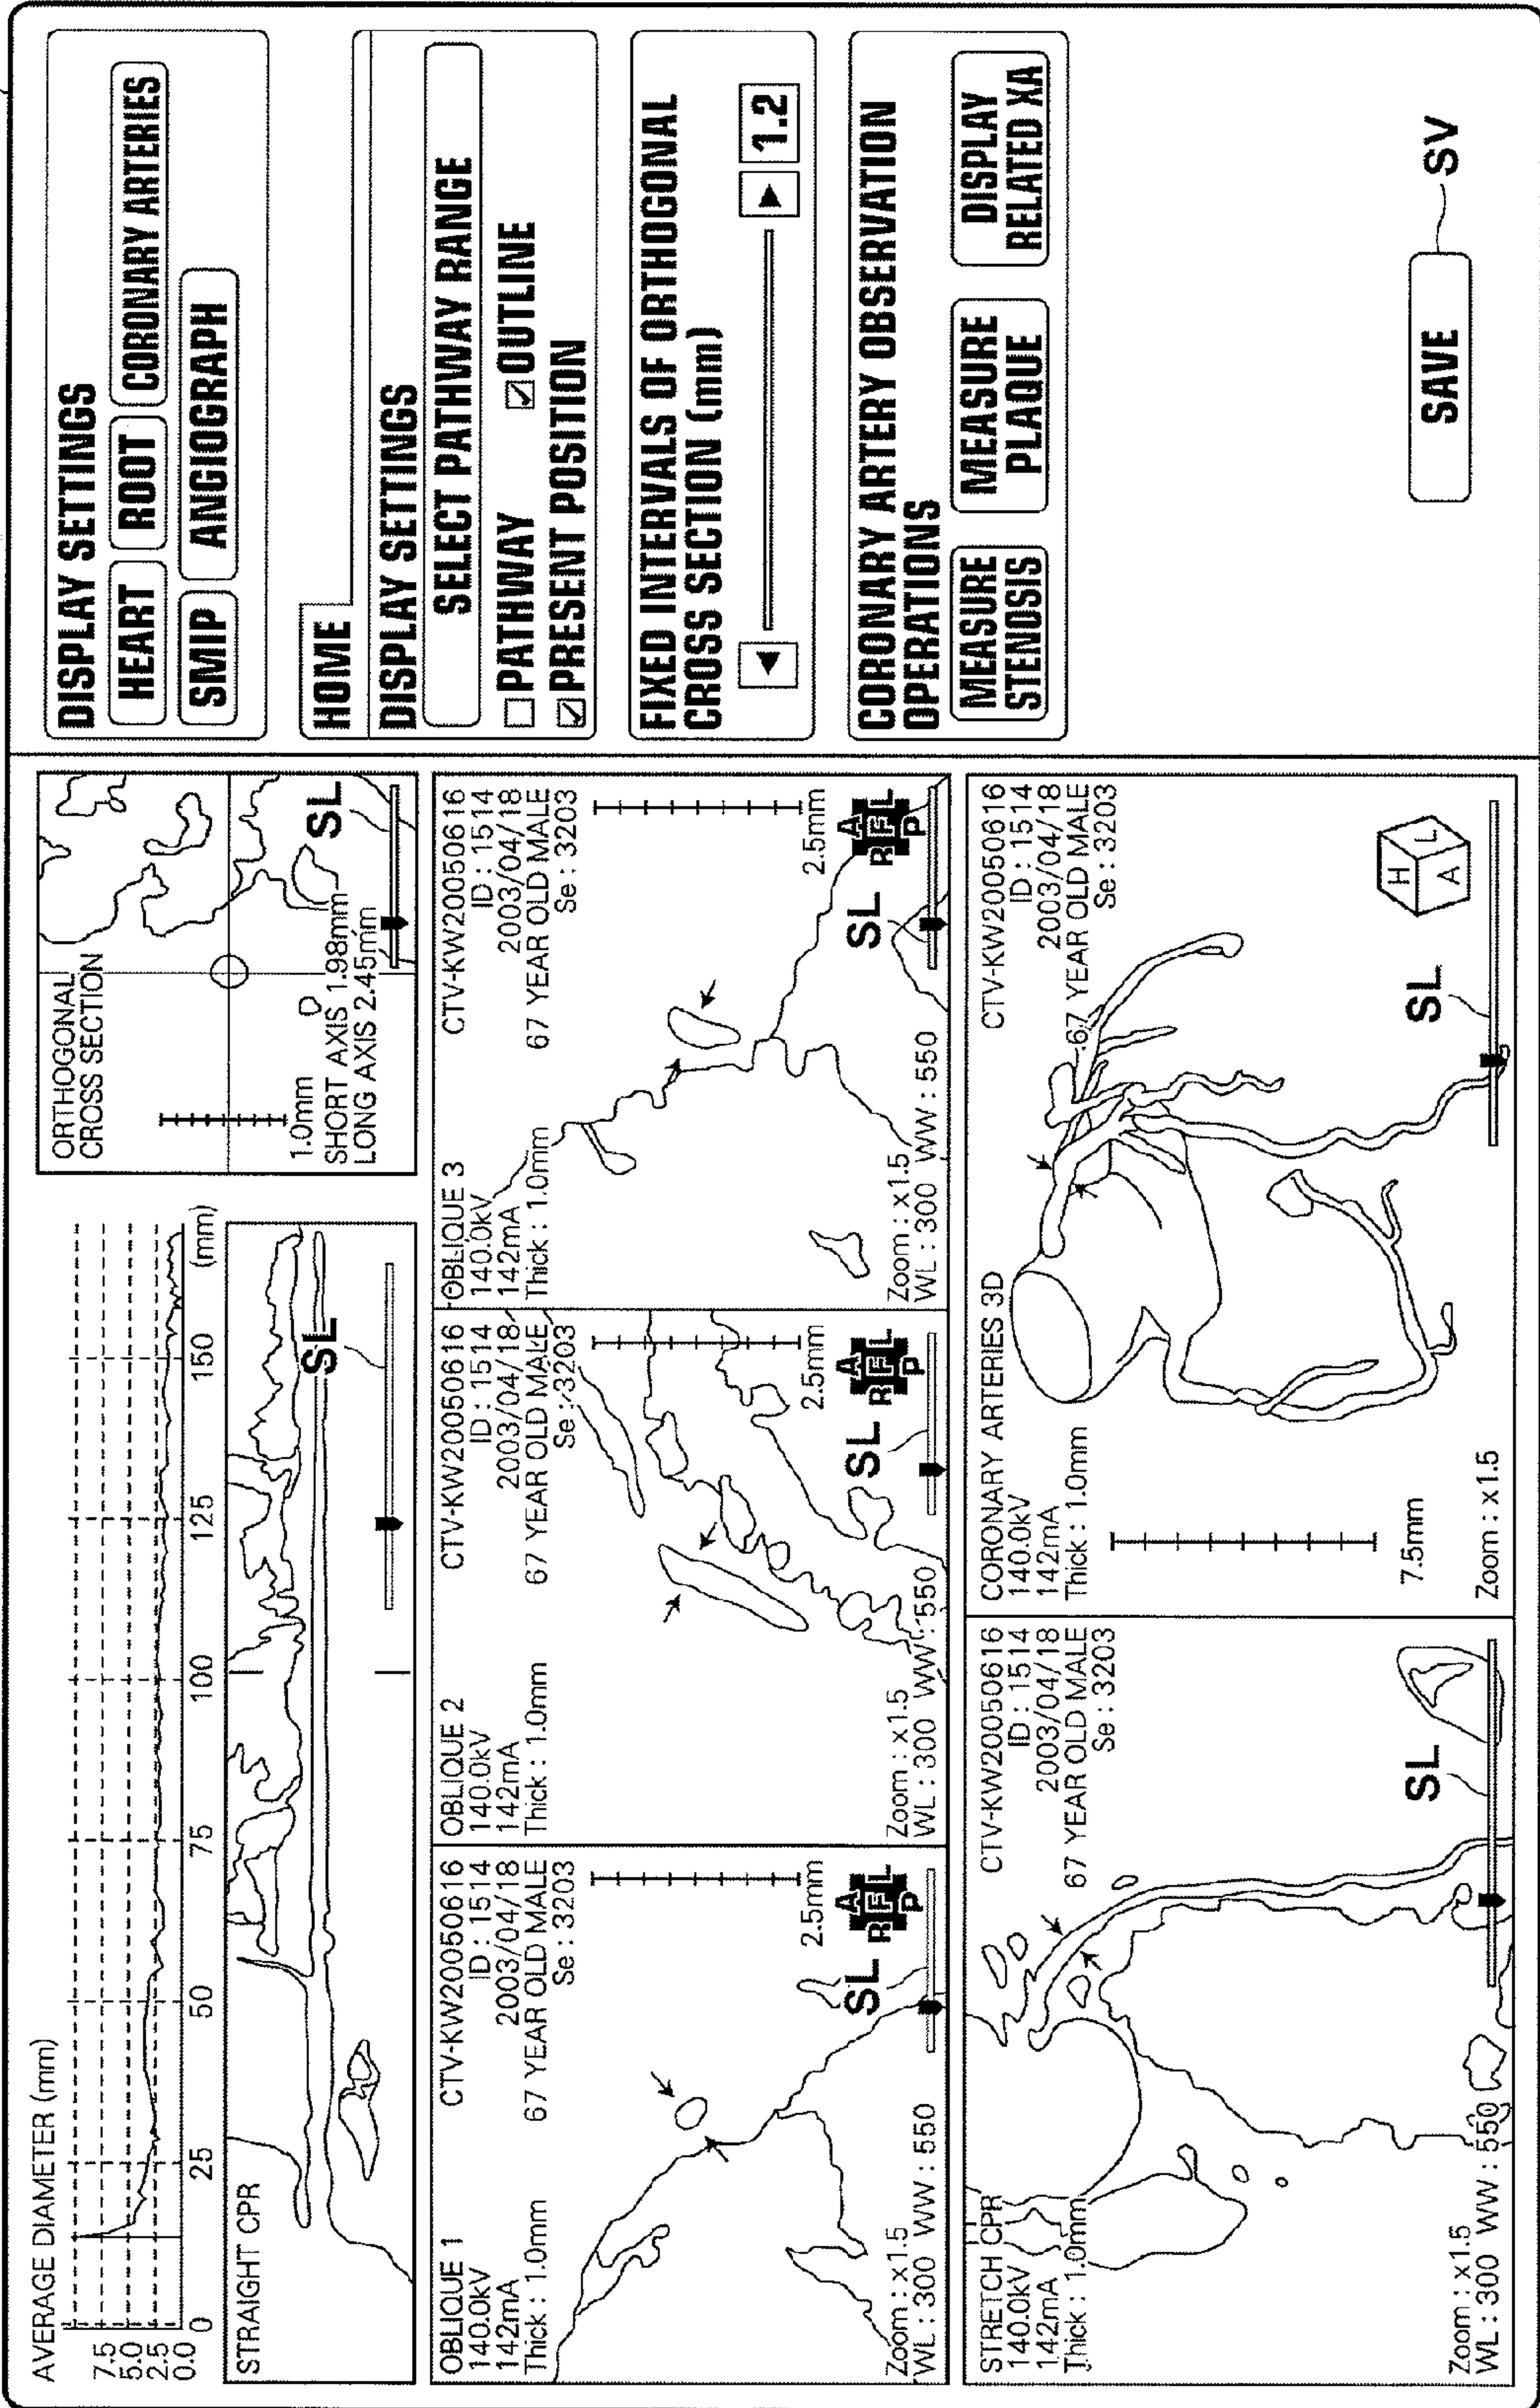 AVERAGE DIAMETER (mm)
7.5
5.0
2.5
0.0
0 25 50 75 100 125 150 (mm)
STRAIGHT CPR
SL
ORTHOGONAL
CROSS SECTION
1.0mm
SHORT AXIS 1.98mm
LONG AXIS 2.45mm
SL
OBLIQUE 1
140.0kV
142mA
Thick : 1.0mm
CTV-KW20050616
ID : 1514
2003/04/18
67 YEAR OLD MALE
Se : 3203
2.5mm
A
R F L
P
SL
Zoom : x1.5
WL : 300 WW : 550
OBLIQUE 2
140.0kV
142mA
Thick : 1.0mm
CTV-KW20050616
ID : 1514
2003/04/18
67 YEAR OLD MALE
Se : 3203
2.5mm
A
R F L
P
SL
Zoom : x1.5
WL : 300 WW : 550
OBLIQUE 3
140.0kV
142mA
Thick : 1.0mm
CTV-KW20050616
ID : 1514
2003/04/18
67 YEAR OLD MALE
Se : 3203
2.5mm
A
R F L
P
SL
Zoom : x1.5
WL : 300 WW : 550
STRETCH CPR
140.0kV
142mA
Thick : 1.0mm
CTV-KW20050616
ID : 1514
2003/04/18
67 YEAR OLD MALE
Se : 3203
SL
Zoom : x1.5
WL : 300 WW : 550
CORONARY ARTERIES 3D
140.0kV
142mA
Thick : 1.0mm
CTV-KW20050616
ID : 1514
2003/04/18
67 YEAR OLD MALE
Se : 3203
7.5mm
H
A L
SL
Zoom : x1.5
DISPLAY SETTINGS
HEART ROOT CORONARY ARTERIES
SMIP ANGIOGRAPH
HOME
DISPLAY SETTINGS
SELECT PATHWAY RANGE
PATHWAY OUTLINE
PRESENT POSITION
FIXED INTERVALS OF ORTHOGONAL
CROSS SECTION (mm)
1.2
CORONARY ARTERY OBSERVATION
OPERATIONS
MEASURE
STENOSIS
MEASURE
PLAQUE
DISPLAY
RELATED XA
SAVE
SV